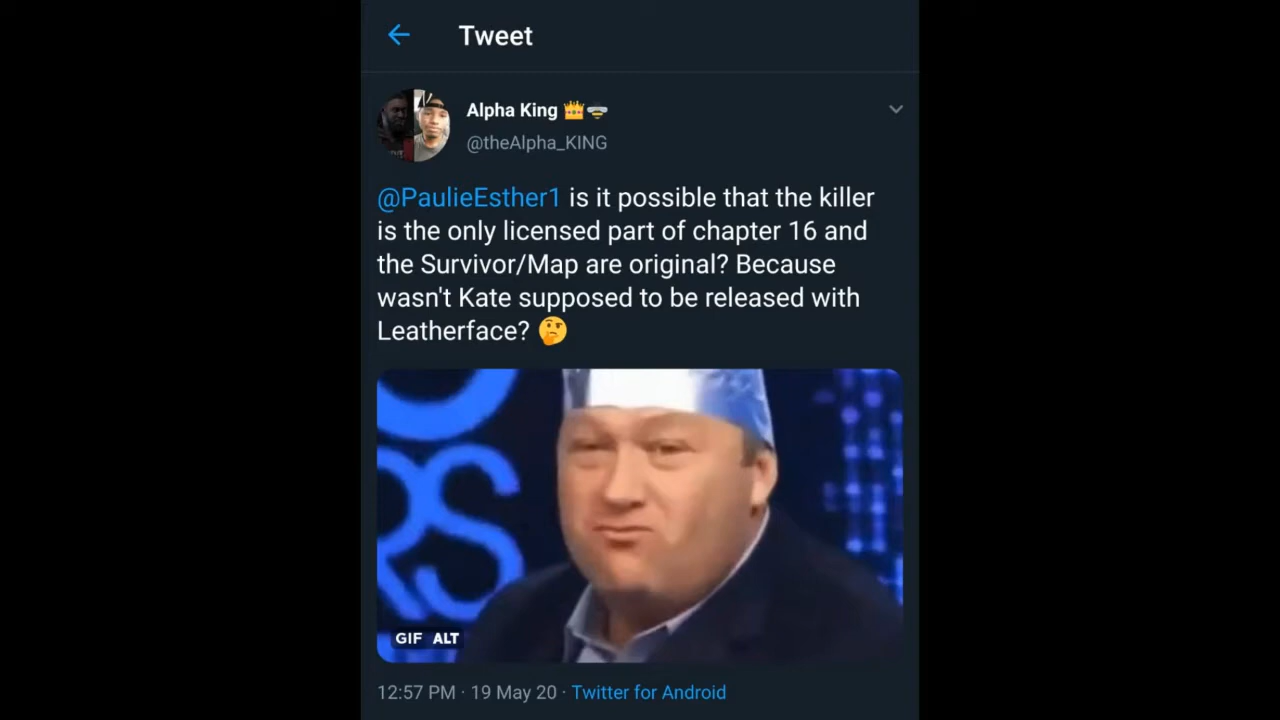 Tweet
Alpha King 👑🐝
@theAlpha_KING
@PaulieEsther1 is it possible that the killer
is the only licensed part of chapter 16 and
the Survivor/Map are original? Because
wasn't Kate supposed to be released with
Leatherface? 🤔
RS
GIF ALT
12:57 PM · 19 May 20 · Twitter for Android